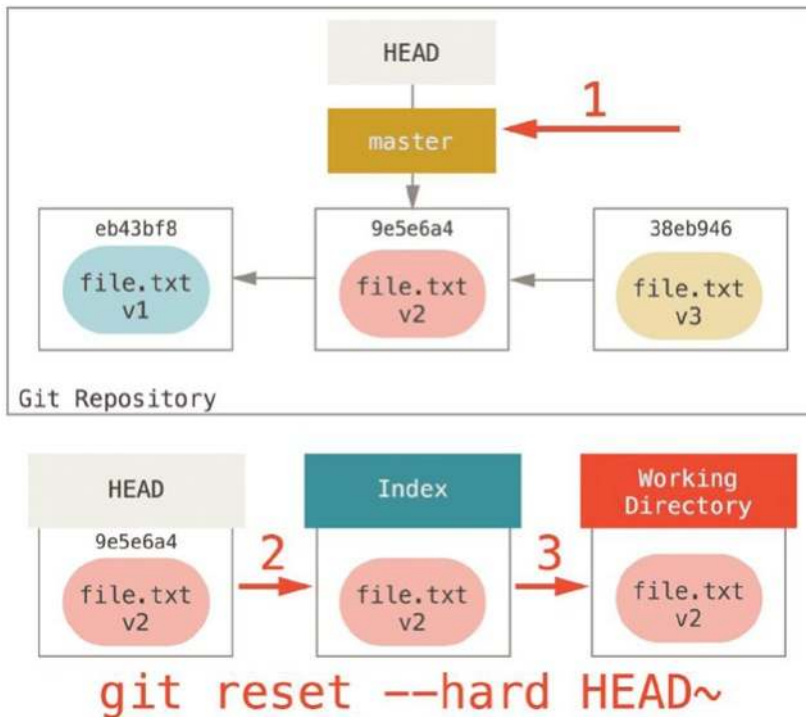 HEAD
1
master
eb43bf8
9e5e6a4
38eb946
file.txt
v1
file.txt
v2
file.txt
v3
Git Repository
HEAD
Index
Working
Directory
9e5e6a4
2
3
file.txt
v2
file.txt
v2
file.txt
v2
git reset --hard HEAD~